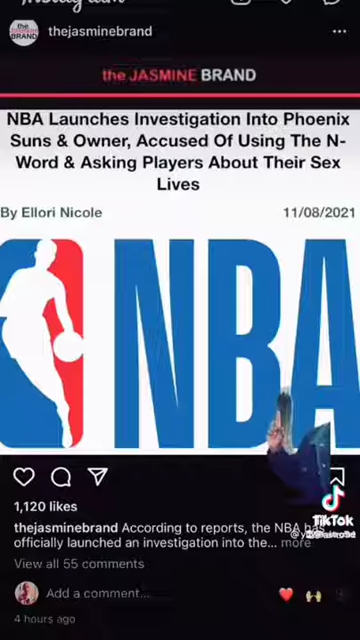 thejasminebrand
the JASMINE BRAND
NBA Launches Investigation Into Phoenix
Suns & Owner, Accused Of Using The N-
Word & Asking Players About Their Sex
Lives
By Ellori Nicole
11/08/2021
NBA
1,120 likes
thejasminebrand According to reports, the NBA has
officially launched an investigation into the... more
View all 55 comments
Add a comment...
4 hours ago
TikTok